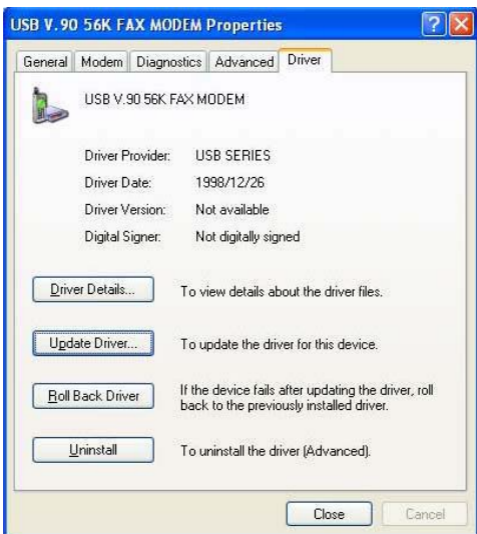 USB V.90 56K FAX MODEM Properties
General Modem Diagnostics Advanced Driver
USB V.90 56K FAX MODEM
Driver Provider: USB SERIES
Driver Date: 1998/12/26
Driver Version: Not available
Digital Signer: Not digitally signed
Driver Details... To view details about the driver files.
Update Driver... To update the driver for this device.
Roll Back Driver If the device fails after updating the driver, roll
back to the previously installed driver.
Uninstall To uninstall the driver (Advanced).
Close Cancel